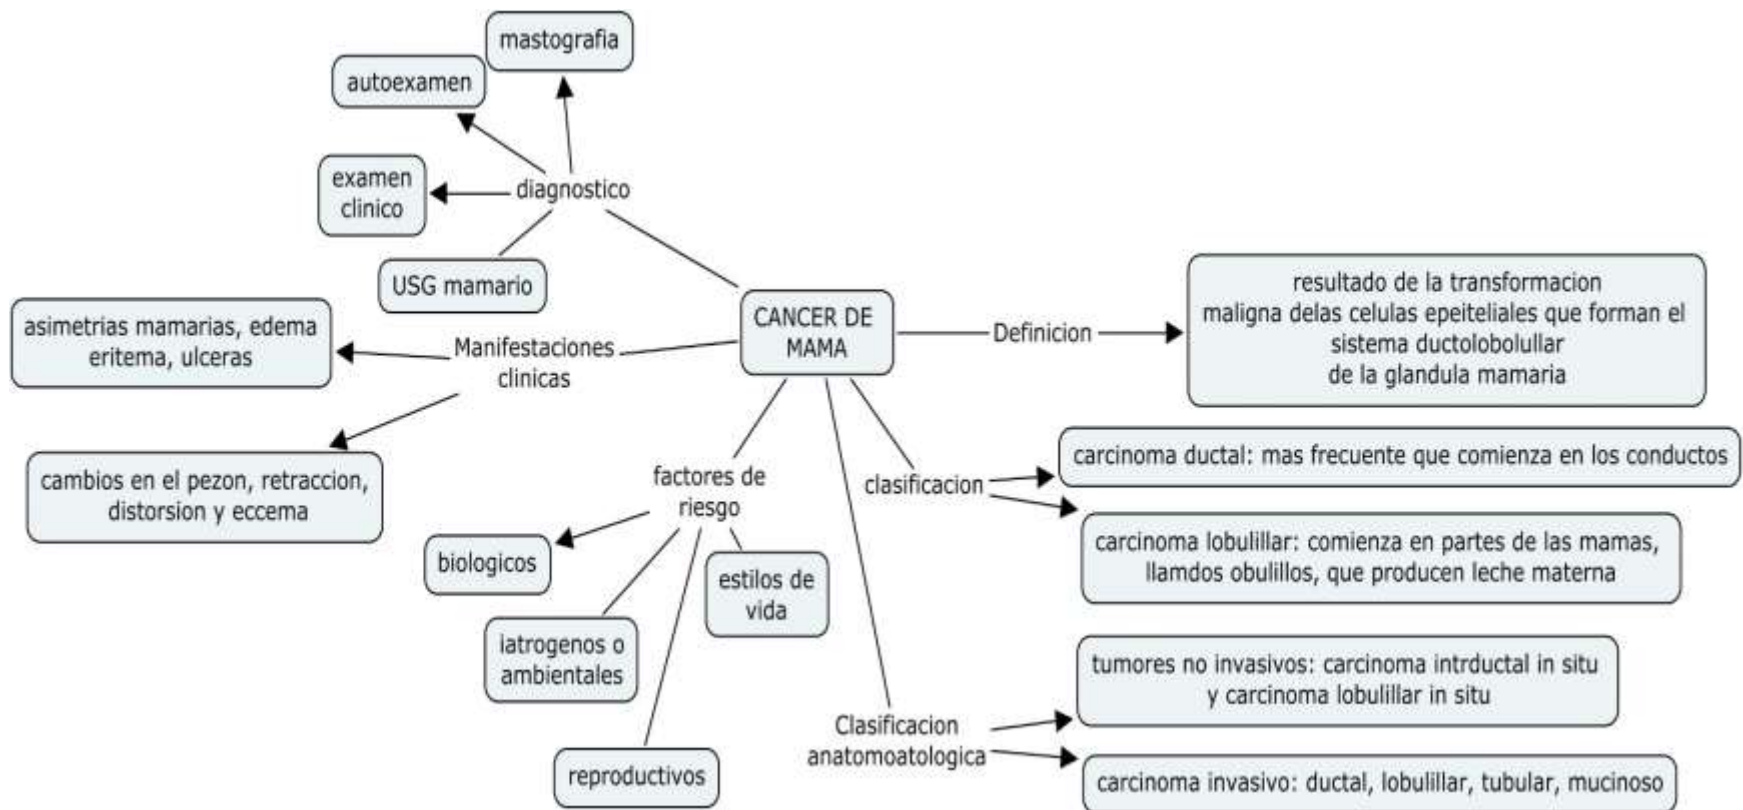 mastografia
autoexamen
examen
clinico
diagnostico
USG mamario
CANCER DE
MAMA
Definicion
resultado de la transformacion
maligna delas celulas epeiteliales que forman el
sistema ductolobolullar
de la glandula mamaria
asimetrias mamarias, edema
eritema, ulceras
Manifestaciones
clinicas
cambios en el pezon, retraccion,
distorsion y eccema
factores de
riesgo
biologicos
iatrogenos o
ambientales
reproductivos
estilos de
vida
clasificacion
carcinoma ductal: mas frecuente que comienza en los conductos
carcinoma lobulillar: comienza en partes de las mamas,
llamdos obulillos, que producen leche materna
Clasificacion
anatomoatologica
tumores no invasivos: carcinoma intrductal in situ
y carcinoma lobulillar in situ
carcinoma invasivo: ductal, lobulillar, tubular, mucinoso